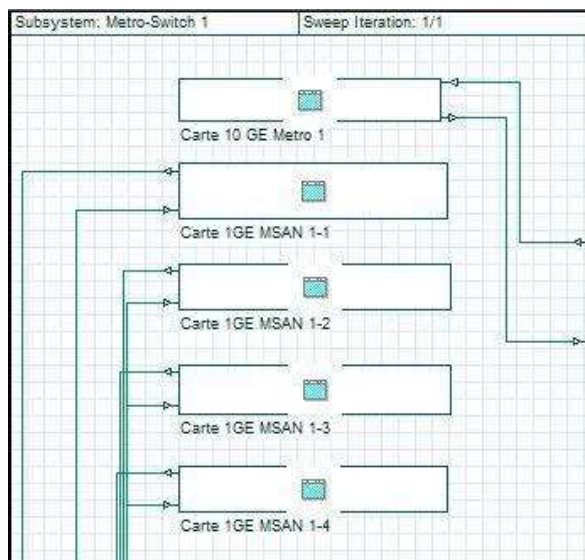 Subsystem: Metro-Switch 1 Sweep Iteration: 1/1
Carte 10 GE Metro 1
Carte 1GE MSAN 1-1
Carte 1GE MSAN 1-2
Carte 1GE MSAN 1-3
Carte 1GE MSAN 1-4